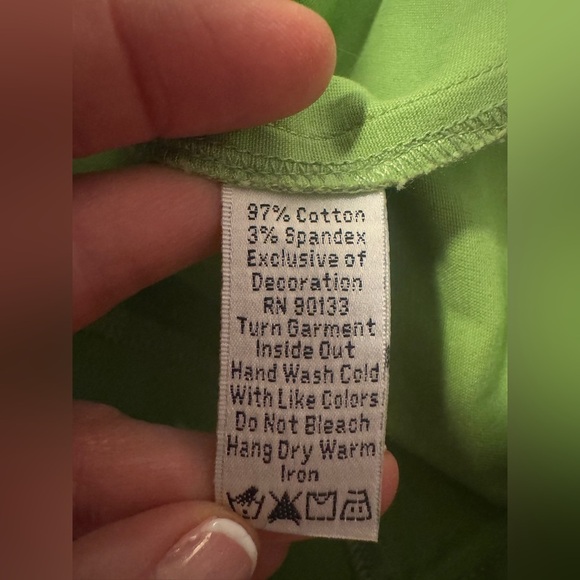 97% Cotton
3% Spandex
Exclusive of
Decoration
RN 90133
Turn Garment
Inside Out
Hand Wash Cold
With Like Colors
Do Not Bleach
Hang Dry Warm
Iron